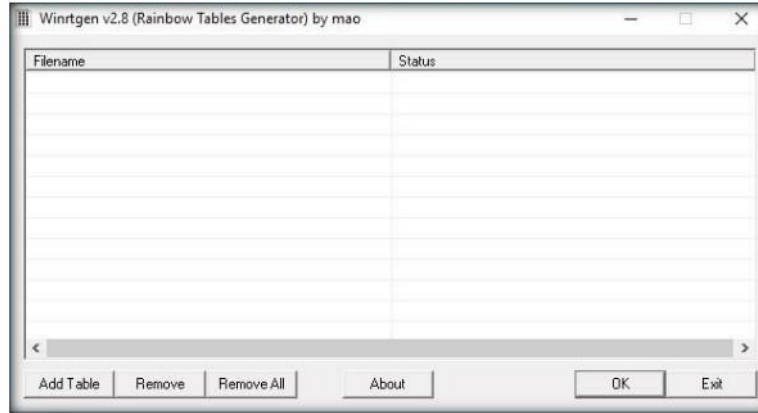 Winrtgen v2.8 (Rainbow Tables Generator) by mao
Filename Status
Add Table Remove Remove All About OK Exit